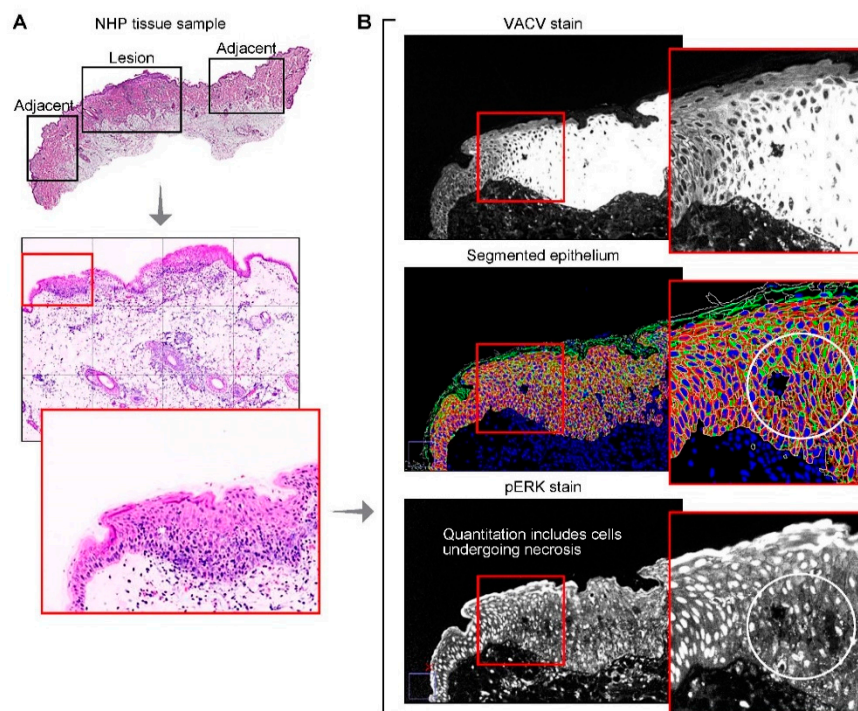 A
NHP tissue sample
Lesion
Adjacent
Adjacent
B
VACV stain
Segmented epithelium
pERK stain
Quantitation includes cells
undergoing necrosis